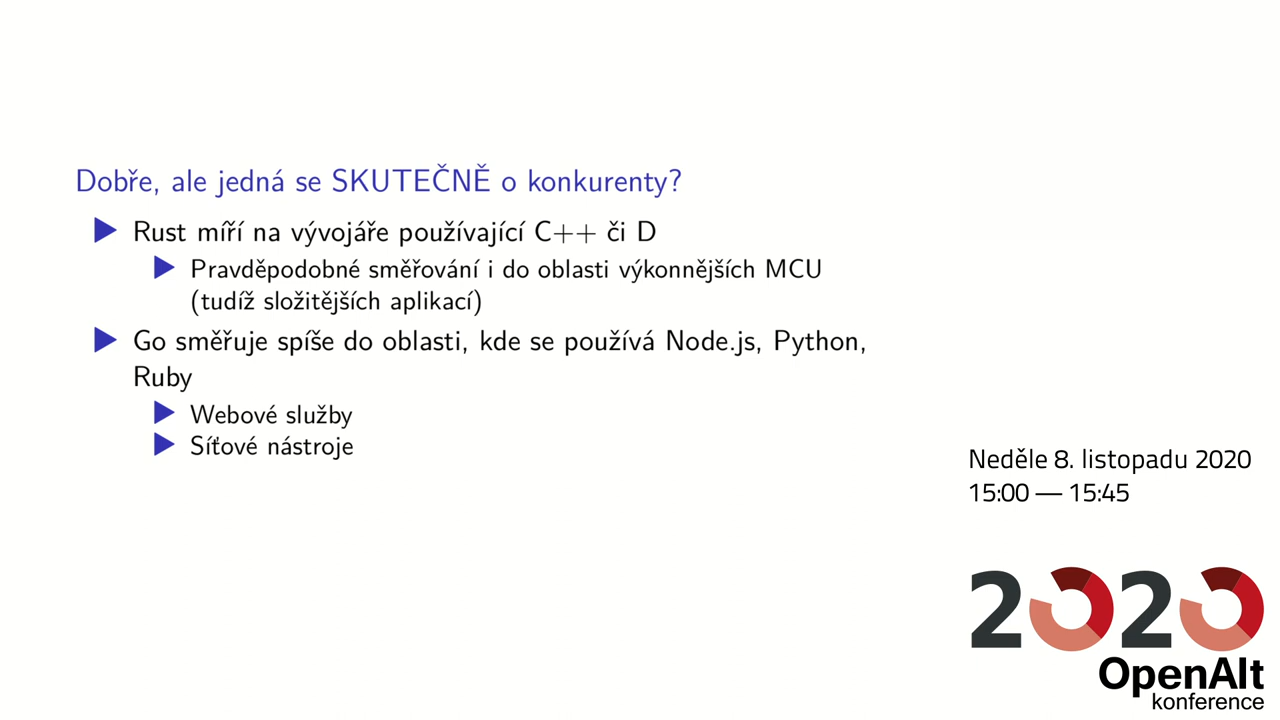 Dobře, ale jedná se SKUTEČNĚ o konkurenty?
Rust míří na vývojáře používající C++ či D
Pravděpodobné směřování i do oblasti výkonnějších MCU
(tudíž složitějších aplikací)
Go směřuje spíše do oblasti, kde se používá Node.js, Python,
Ruby
Webové služby
Síťové nástroje
Neděle 8. listopadu 2020
15:00 — 15:45
2020
OpenAlt
konference